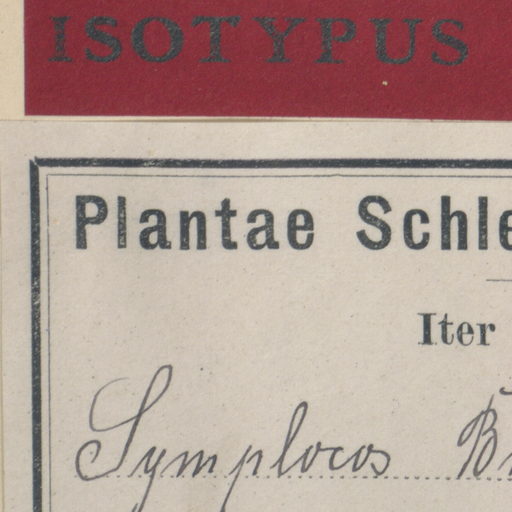 ISOTYPUS
Plantae Schle
Iter
Symplocos